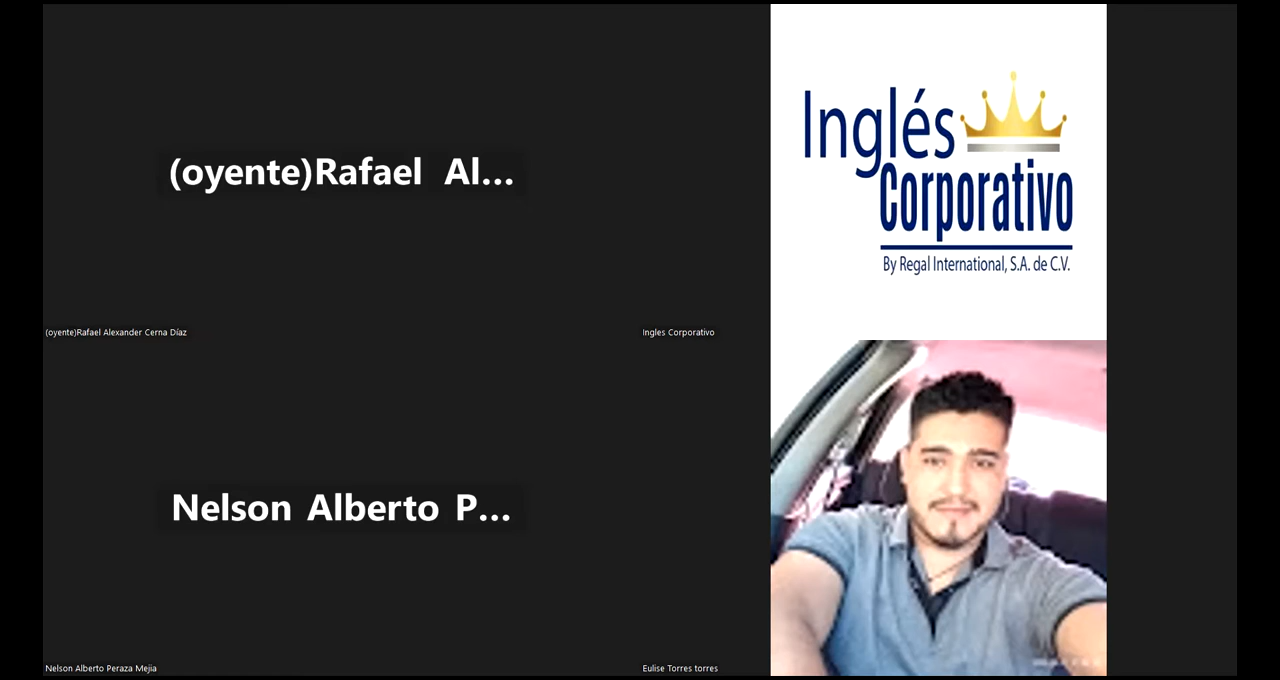 (oyente)Rafael Al...
(oyente)Rafael Alexander Cerna Díaz
Inglés
Corporativo
By Regal International, S.A. de C.V.
Ingles Corporativo
Nelson Alberto P...
Nelson Alberto Peraza Mejia
Eulise Torres torres